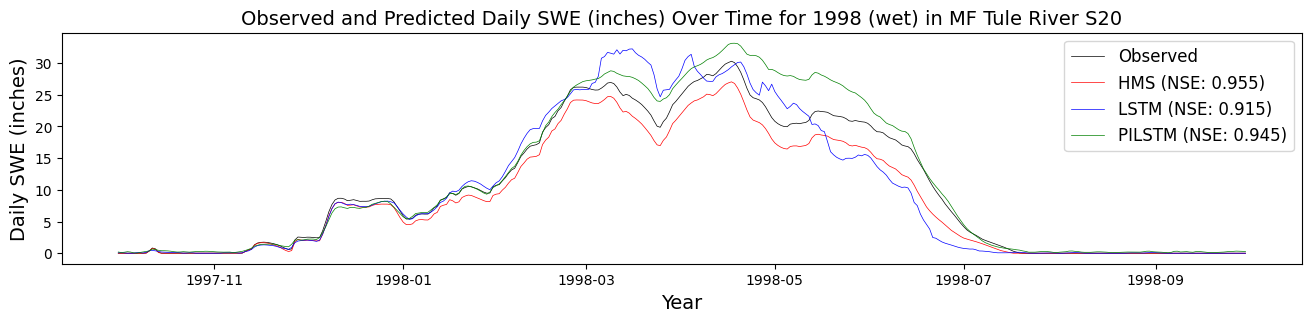 Observed and Predicted Daily SWE (inches) Over Time for 1998 (wet) in MF Tule River S20
Daily SWE (inches)
30
25
20
15
10
5
0
Observed
HMS (NSE: 0.955)
LSTM (NSE: 0.915)
PILSTM (NSE: 0.945)
1997-11
1998-01
1998-03
1998-05
1998-07
1998-09
Year